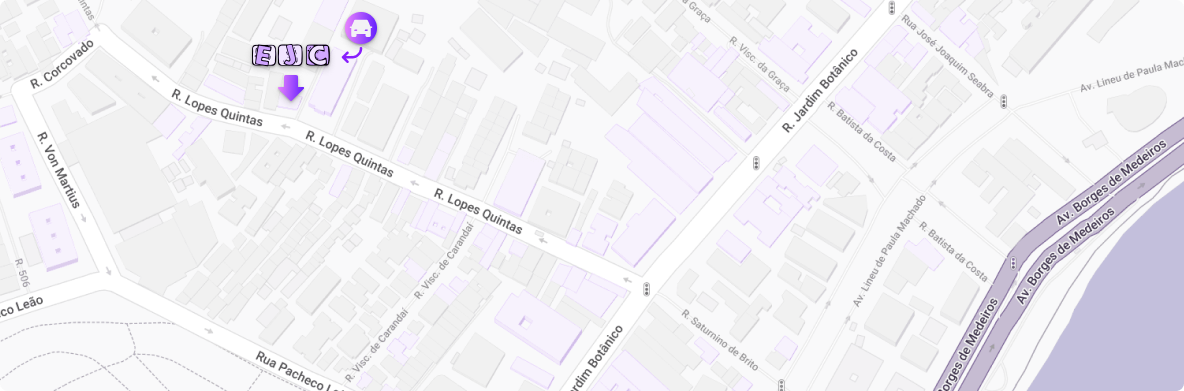 da Graça
R. Visc. da Graça
Rua José Joaquim Seabra
R. Corcovado
EJC
R. Jardim Botânico
Av. Lineu de Paula Mach
R. Lopes Quintas
R. Batista da Costa
R. Lopes Quintas
R. Von Martius
Av. Borges de Medeiros
R. Lopes Quintas
Av. Lineu de Paula Machado
Av. Borges de Medeiros
R. Visc. de Carandaí
R. Batista da Costa
R. 506
co Leão
R. Visc. de Carandaí
R. Saturnino de Brito
rdim Botânico
orges de Medeiros
Rua Pacheco Le